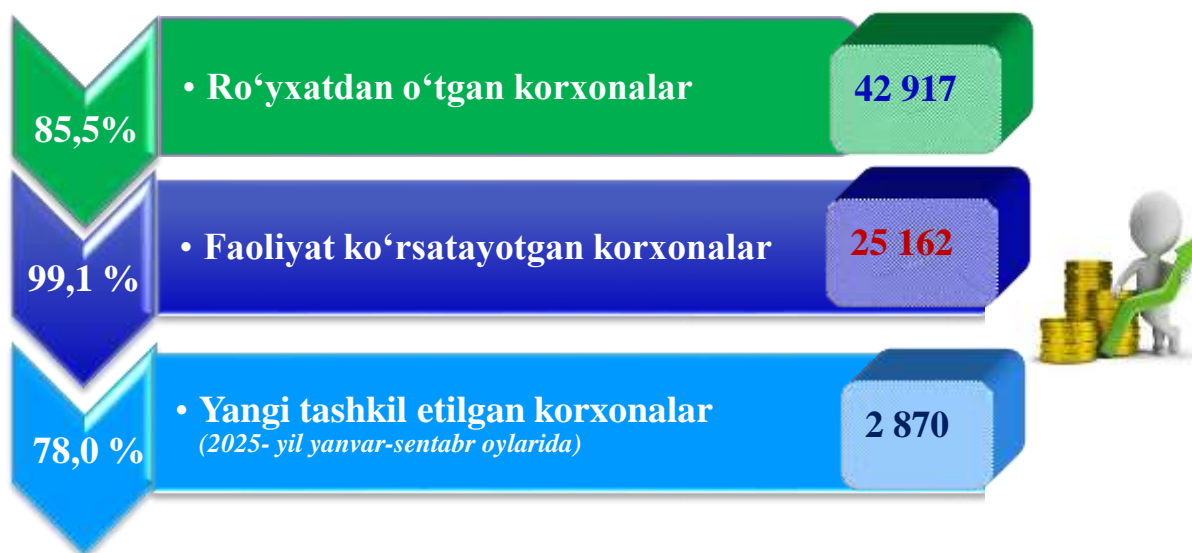 85,5%
• Ro‘yxatdan o‘tgan korxonalar
42 917
99,1 %
• Faoliyat ko‘rsatayotgan korxonalar
25 162
78,0 %
• Yangi tashkil etilgan korxonalar
(2025- yil yanvar-sentabr oylarida)
2 870